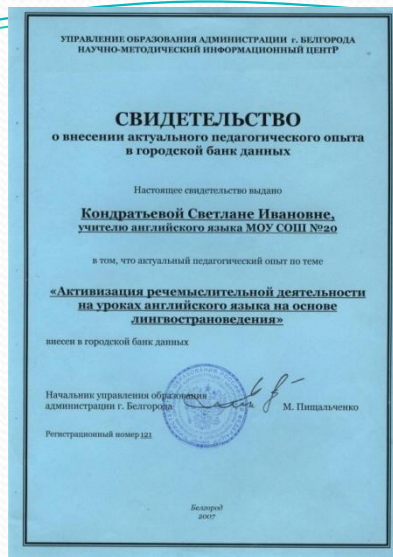 УПРАВЛЕНИЕ ОБРАЗОВАНИЯ АДМИНИСТРАЦИИ г. БЕЛГОРОДА
НАУЧНО-МЕТОДИЧЕСКИЙ ИНФОРМАЦИОННЫЙ ЦЕНТР
СВИДЕТЕЛЬСТВО
о внесении актуального педагогического опыта
в городской банк данных
Настоящее свидетельство выдано
Кондратьевой Светлане Ивановне,
учителю английского языка МОУ СОШ №20
в том, что актуальный педагогический опыт по теме
«Активизация речемыслительной деятельности
на уроках английского языка на основе
лингвострановедения»
внесен в городской банк данных
Начальник управления образования
администрации г. Белгорода М. Пищальченко
Регистрационный номер 121
Белгород
2007